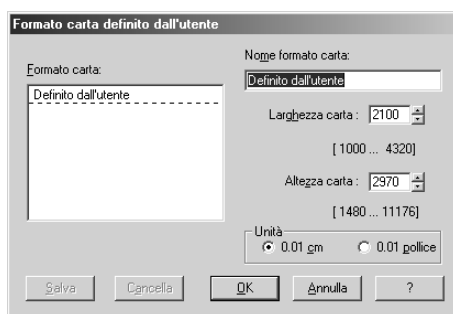 Formato carta definito dall'utente
Formato carta:
Definito dall'utente
Nome formato carta:
Definito dall'utente
Larghezza carta : 2100
[ 1000 ... 4320]
Altezza carta : 2970
[ 1480 ... 11176]
Unità
0.01 cm 0.01 pollice
Salva Cancella OK Annulla ?